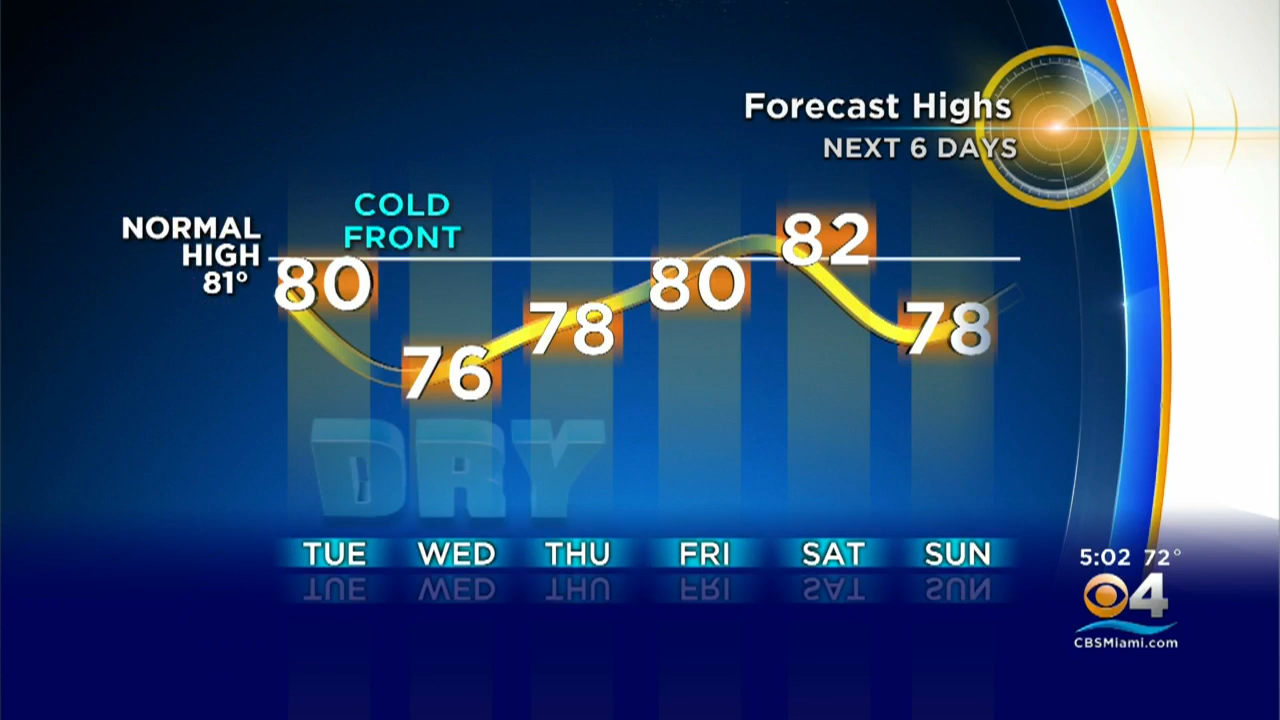 Forecast Highs
NEXT 6 DAYS
COLD
FRONT
NORMAL
HIGH
81°
80
76
78
80
82
78
DRY
TUE WED THU FRI SAT SUN
5:02 72°
4
CBSMiami.com